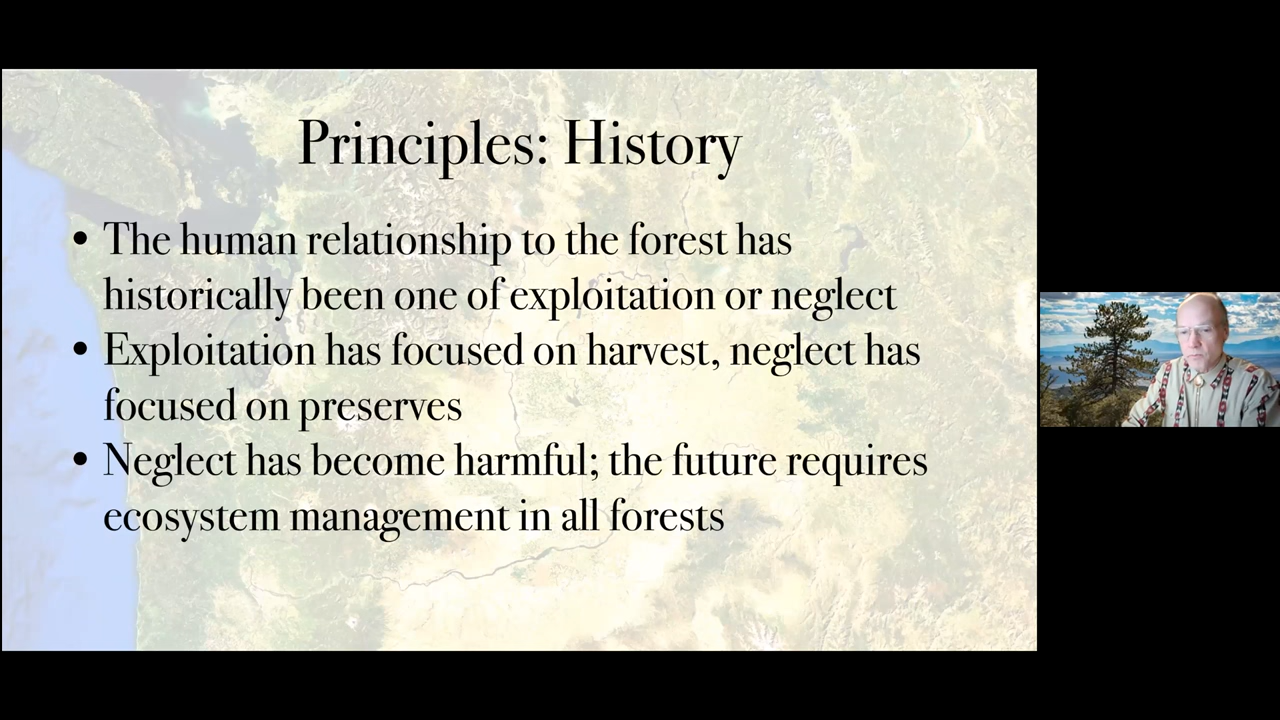 Principles: History
• The human relationship to the forest has
historically been one of exploitation or neglect
• Exploitation has focused on harvest, neglect has
focused on preserves
• Neglect has become harmful; the future requires
ecosystem management in all forests